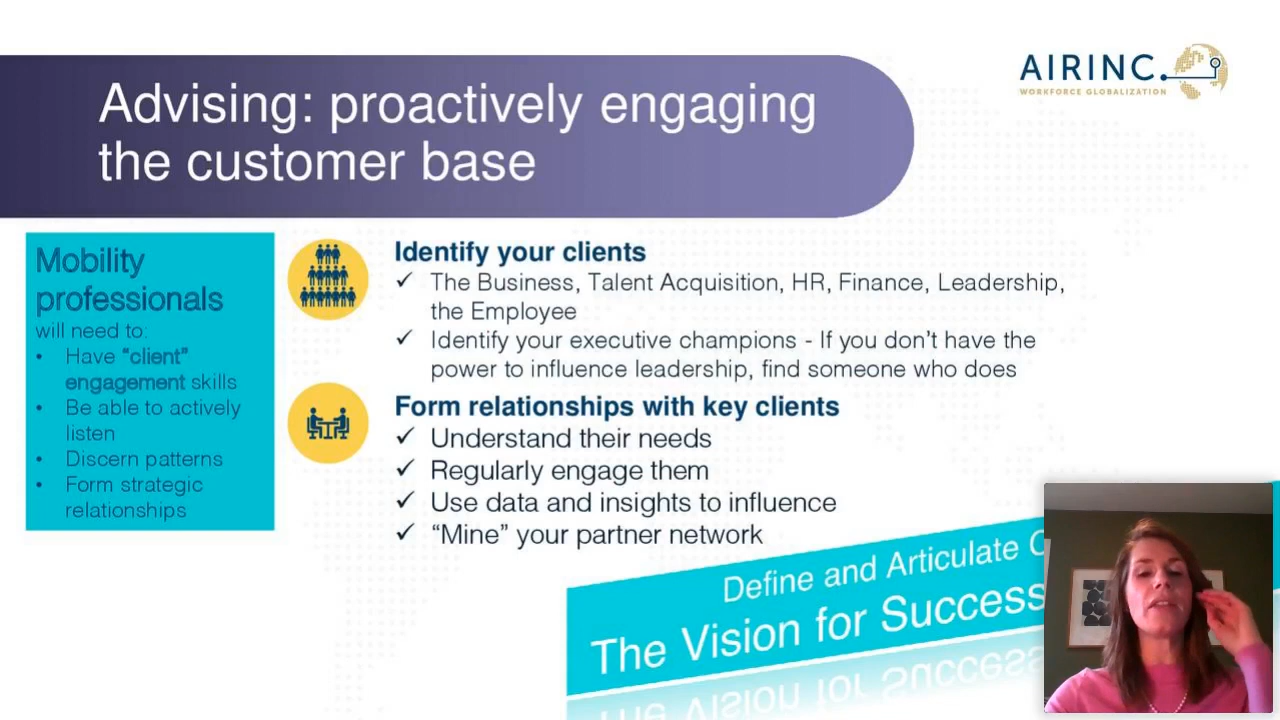 AIRINC.
WORKFORCE GLOBALIZATION
Advising: proactively engaging
the customer base
Mobility
professionals
will need to:
• Have “client”
engagement skills
• Be able to actively
listen
• Discern patterns
• Form strategic
relationships
Identify your clients
✓ The Business, Talent Acquisition, HR, Finance, Leadership,
the Employee
✓ Identify your executive champions - If you don’t have the
power to influence leadership, find someone who does
Form relationships with key clients
✓ Understand their needs
✓ Regularly engage them
✓ Use data and insights to influence
✓ “Mine” your partner network
Define and Articulate
The Vision for Success